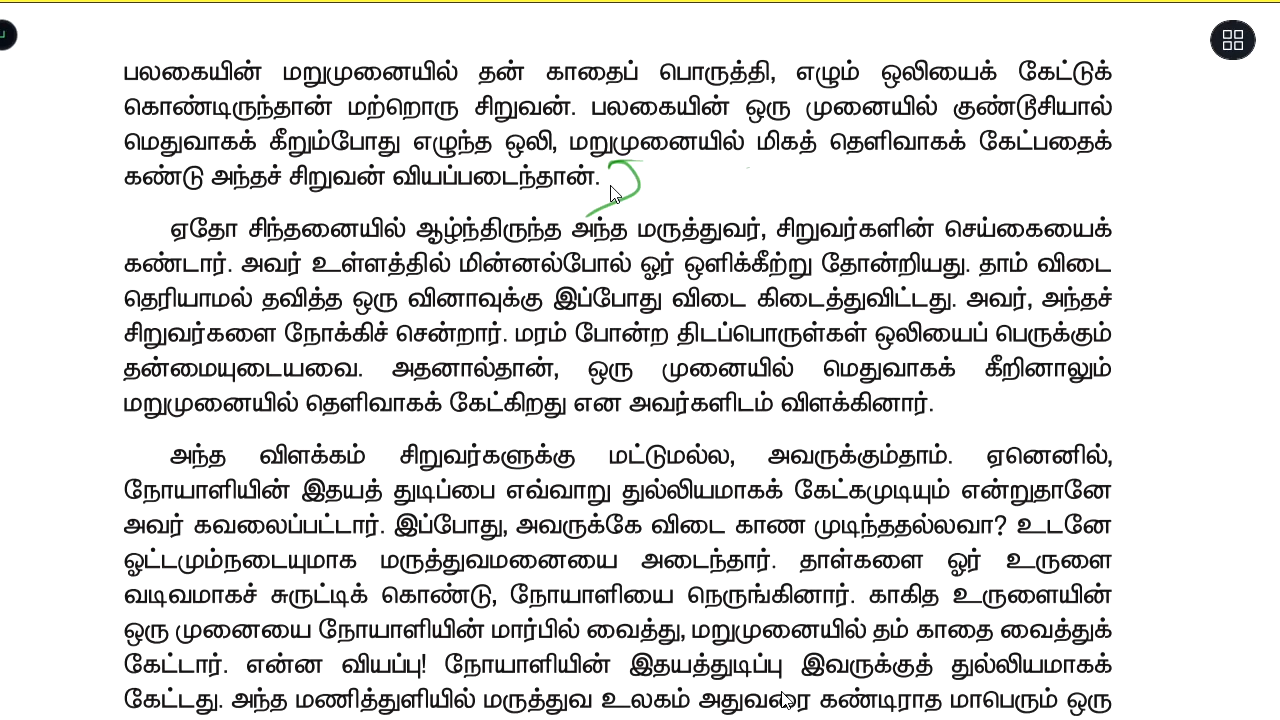 பலகையின் மறுமுனையில் தன் காதைப் பொருத்தி, எழும் ஒலியைக் கேட்டுக்
கொண்டிருந்தான் மற்றொரு சிறுவன். பலகையின் ஒரு முனையில் குண்டூசியால்
மெதுவாகக் கீறும்போது எழுந்த ஒலி, மறுமுனையில் மிகத் தெளிவாகக் கேட்பதைக்
கண்டு அந்தச் சிறுவன் வியப்படைந்தான்.
ஏதோ சிந்தனையில் ஆழ்ந்திருந்த அந்த மருத்துவர், சிறுவர்களின் செய்கையைக்
கண்டார். அவர் உள்ளத்தில் மின்னல்போல் ஓர் ஒளிக்கீற்று தோன்றியது. தாம் விடை
தெரியாமல் தவித்த ஒரு வினாவுக்கு இப்போது விடை கிடைத்துவிட்டது. அவர், அந்தச்
சிறுவர்களை நோக்கிச் சென்றார். மரம் போன்ற திடப்பொருள்கள் ஒலியைப் பெருக்கும்
தன்மையுடையவை. அதனால்தான், ஒரு முனையில் மெதுவாகக் கீறினாலும்
மறுமுனையில் தெளிவாகக் கேட்கிறது என அவர்களிடம் விளக்கினார்.
அந்த விளக்கம் சிறுவர்களுக்கு மட்டுமல்ல, அவருக்கும்தாம். ஏனெனில்,
நோயாளியின் இதயத் துடிப்பை எவ்வாறு துல்லியமாகக் கேட்கமுடியும் என்றுதானே
அவர் கவலைப்பட்டார். இப்போது, அவருக்கே விடை காண முடிந்ததல்லவா? உடனே
ஓட்டமும்நடையுமாக மருத்துவமனையை அடைந்தார். தாள்களை ஓர் உருளை
வடிவமாகச் சுருட்டிக் கொண்டு, நோயாளியை நெருங்கினார். காகித உருளையின்
ஒரு முனையை நோயாளியின் மார்பில் வைத்து, மறுமுனையில் தம் காதை வைத்துக்
கேட்டார். என்ன வியப்பு! நோயாளியின் இதயத்துடிப்பு இவருக்குத் துல்லியமாகக்
கேட்டது. அந்த மணித்துளியில் மருத்துவ உலகம் அதுவரை கண்டிராத மாபெரும் ஒரு